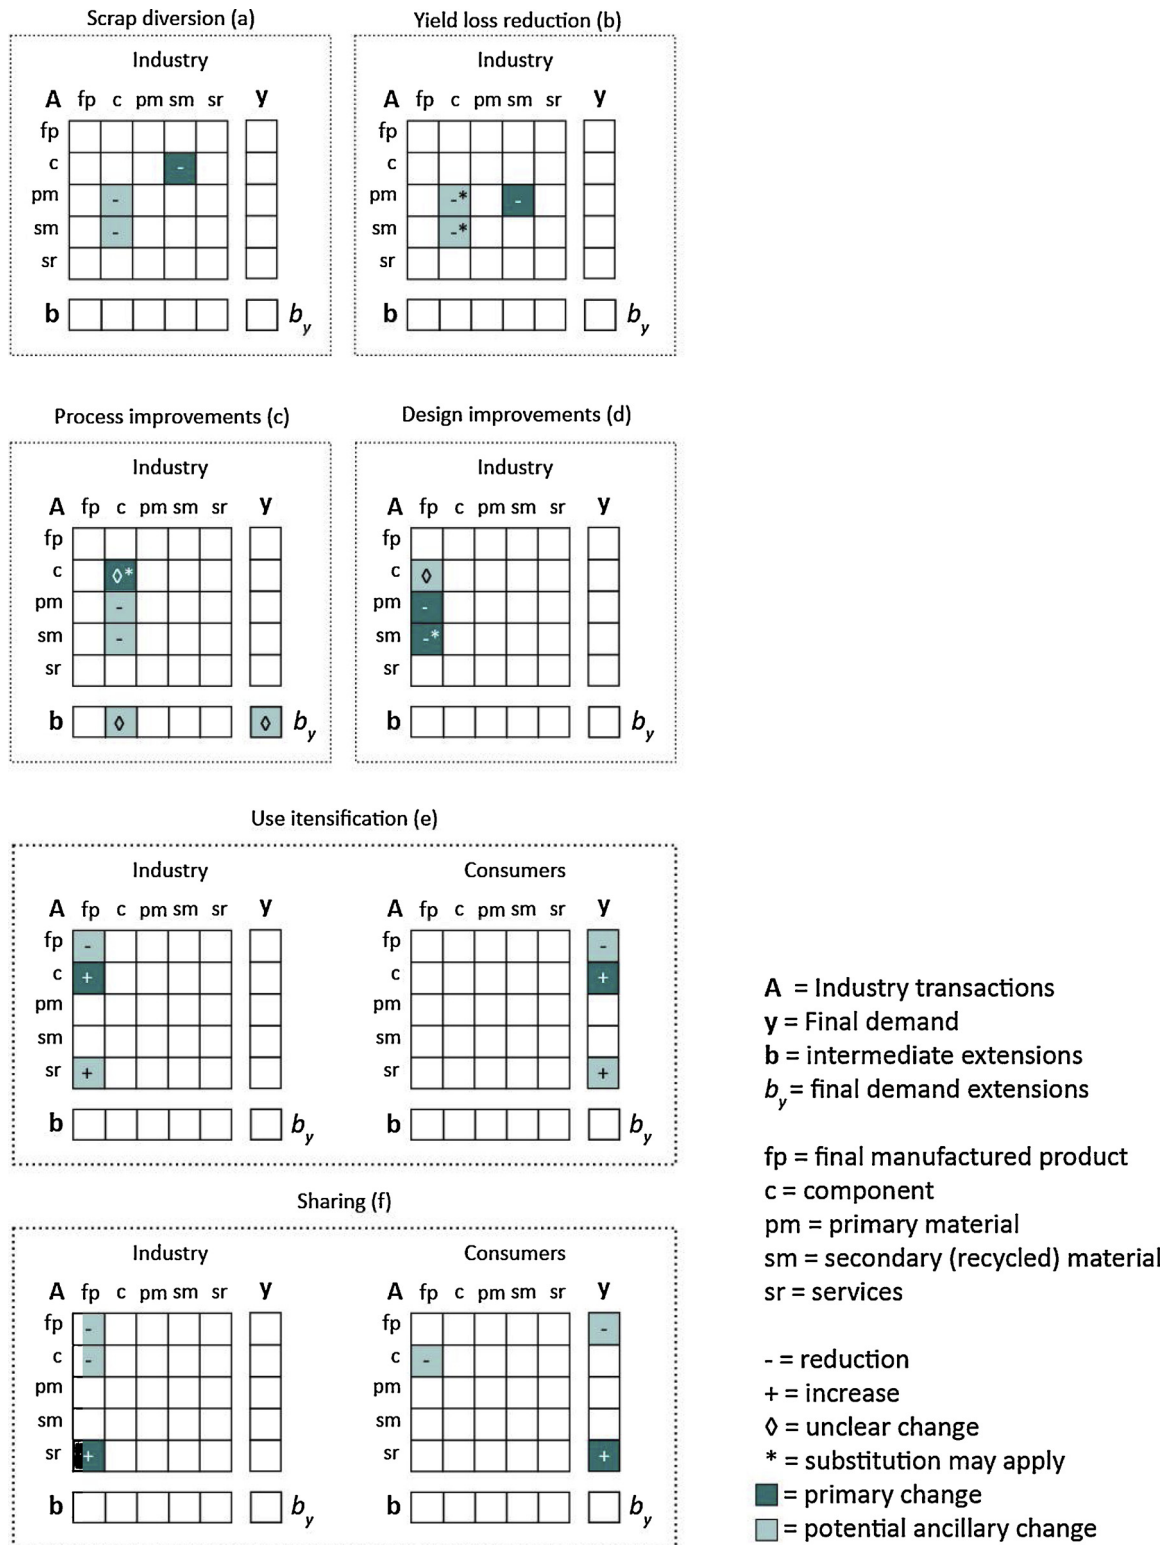 Scrap diversion (a)
Industry
A fp c pm sm sr y
fp
c -
pm -
sm -
sr
b by
Yield loss reduction (b)
Industry
A fp c pm sm sr y
fp
c
pm -* -
sm -*
sr
b by
Process improvements (c)
Industry
A fp c pm sm sr y
fp
c ◊*
pm -
sm -
sr
b ◊ ◊ by
Design improvements (d)
Industry
A fp c pm sm sr y
fp
c ◊
pm -
sm -*
sr
b by
Use itensification (e)
Industry
A fp c pm sm sr y
fp -
c +
pm
sm
sr +
b by
Consumers
A fp c pm sm sr y
fp -
c +
pm
sm
sr +
b by
Sharing (f)
Industry
A fp c pm sm sr y
fp -
c -
pm
sm
sr +
b by
Consumers
A fp c pm sm sr y
fp -
c -
pm
sm
sr +
b by
A = Industry transactions
y = Final demand
b = intermediate extensions
by = final demand extensions
fp = final manufactured product
c = component
pm = primary material
sm = secondary (recycled) material
sr = services
- = reduction
+ = increase
◊ = unclear change
* = substitution may apply
= primary change
= potential ancillary change